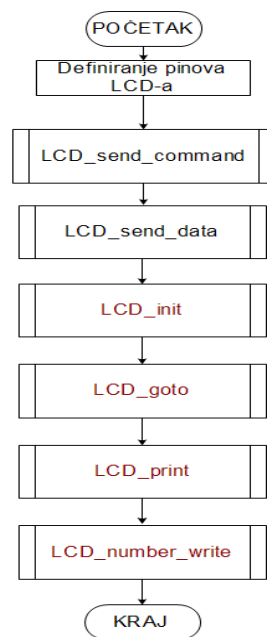 POČETAK
Definiranje pinova
LCD-a
LCD_send_command
LCD_send_data
LCD_init
LCD_goto
LCD_print
LCD_number_write
KRAJ